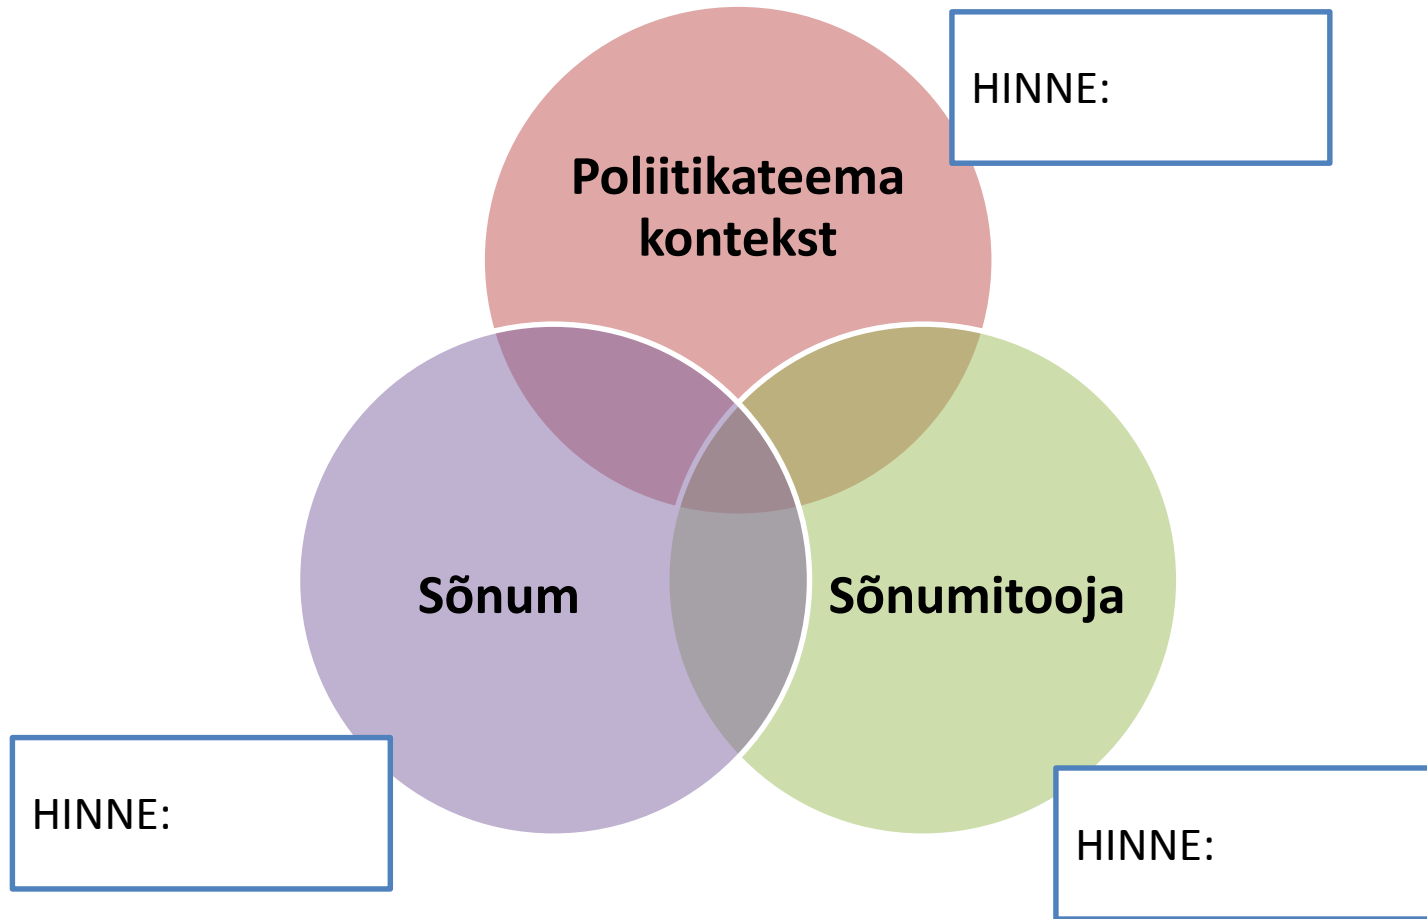 HINNE:
Poliitikateema
kontekst
Sõnum
Sõnumitooja
HINNE:
HINNE: